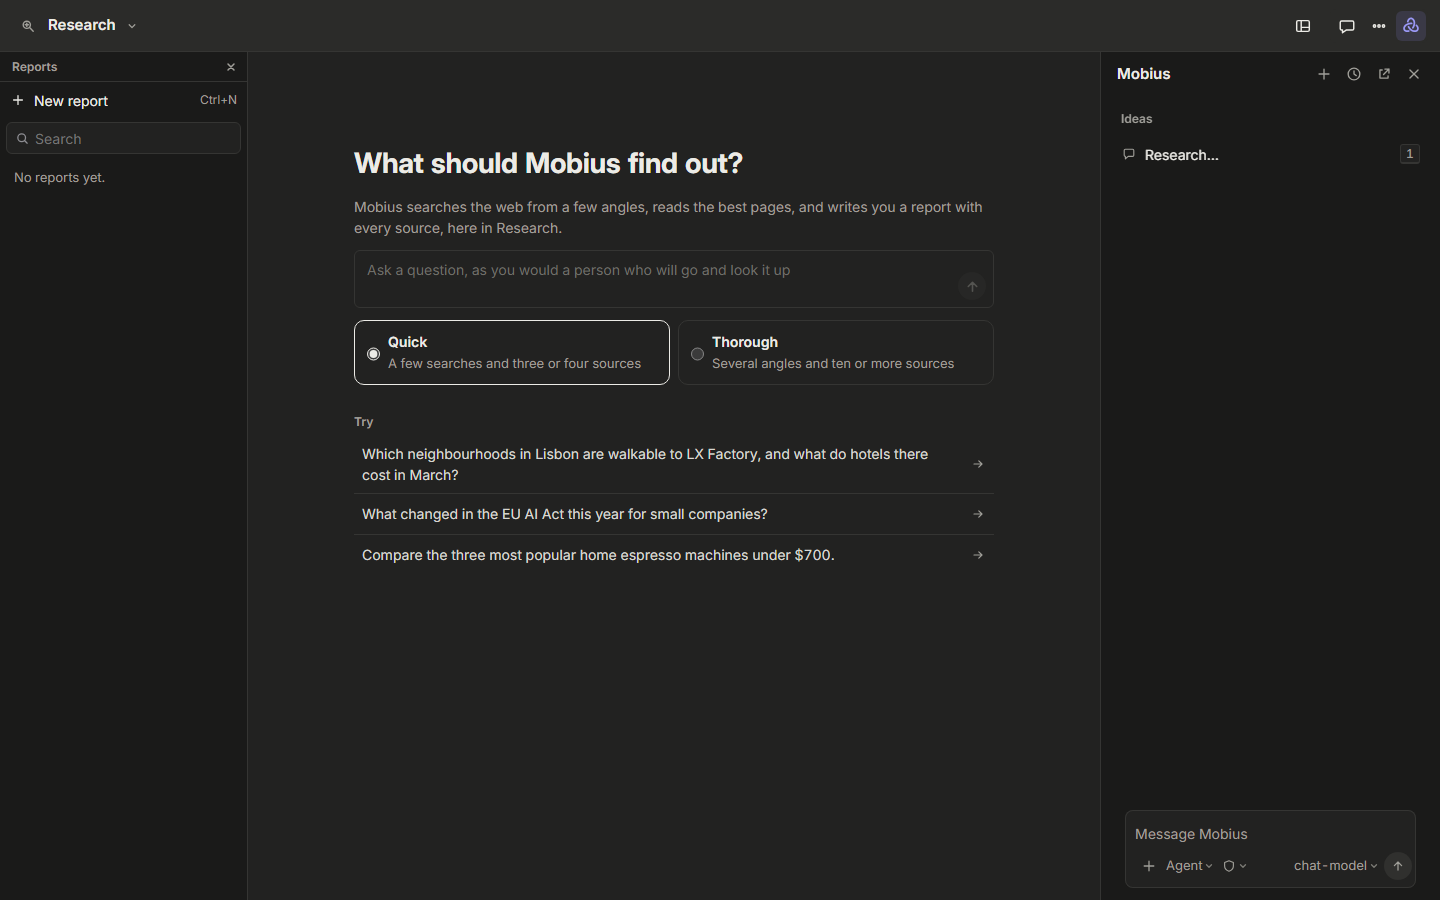 Research
Reports
New report
Ctrl+N
Search
No reports yet.
What should Mobius find out?
Mobius searches the web from a few angles, reads the best pages, and writes you a report with
every source, here in Research.
Ask a question, as you would a person who will go and look it up
Quick
A few searches and three or four sources
Thorough
Several angles and ten or more sources
Try
Which neighbourhoods in Lisbon are walkable to LX Factory, and what do hotels there
cost in March?
What changed in the EU AI Act this year for small companies?
Compare the three most popular home espresso machines under $700.
Mobius
Ideas
Research...
1
Message Mobius
Agent
chat-model